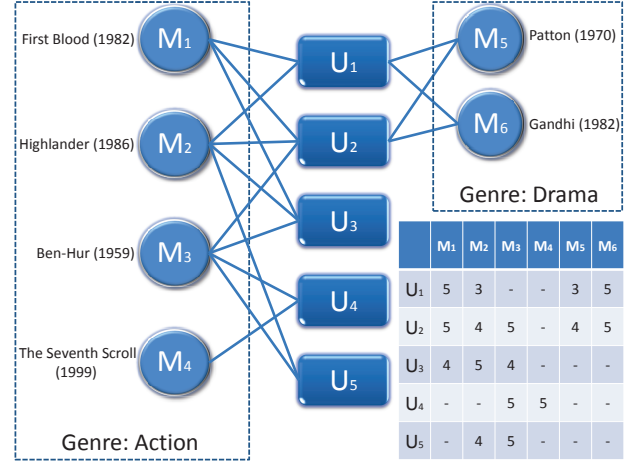 First Blood (1982)
M1
Highlander (1986)
M2
Ben-Hur (1959)
M3
The Seventh Scroll
(1999)
M4
Genre: Action
U1
U2
U3
U4
U5
M5
Patton (1970)
M6
Gandhi (1982)
Genre: Drama
M1 M2 M3 M4 M5 M6
U1 5 3 - - 3 5
U2 5 4 5 - 4 5
U3 4 5 4 - - -
U4 - - 5 5 - -
U5 - 4 5 - - -